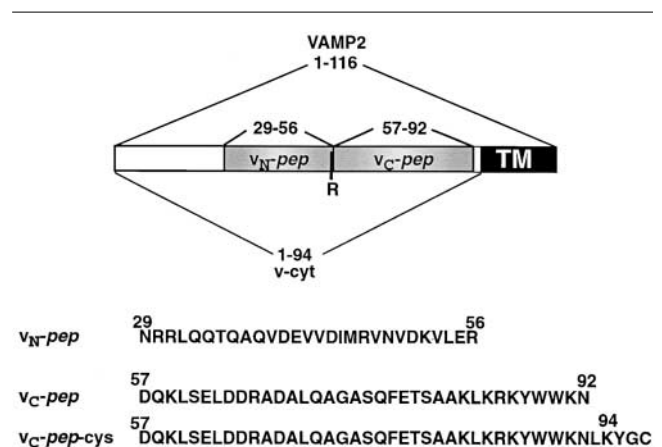 VAMP2
1-116
29-56 57-92
vN-pep vC-pep TM
R
1-94
v-cyt
29 56
vN-pep NRRLQQTQAQVDEVVDIMRVNVDKVLER
57 92
vC-pep DQKLSELDDRADALQAGASQFETSAAKLKRKYWWKN
57 94
vC-pep-cys DQKLSELDDRADALQAGASQFETSAAKLKRKYWWKNLKYGC